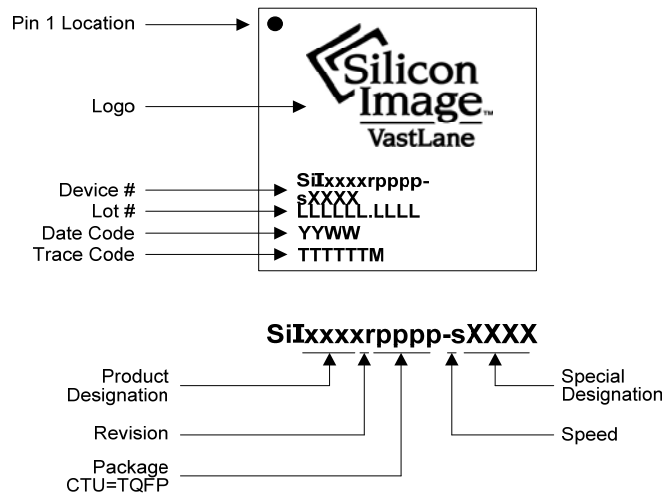 Pin 1 Location
Silicon
Image™
VastLane
Logo
Device #
SiIxxxxrpppp-
sXXXX
Lot #
LLLLLL.LLLL
Date Code
YYWW
Trace Code
TTTTTTM
SiIxxxxrpppp-sXXXX
Product
Designation
Special
Designation
Revision
Speed
Package
CTU=TQFP